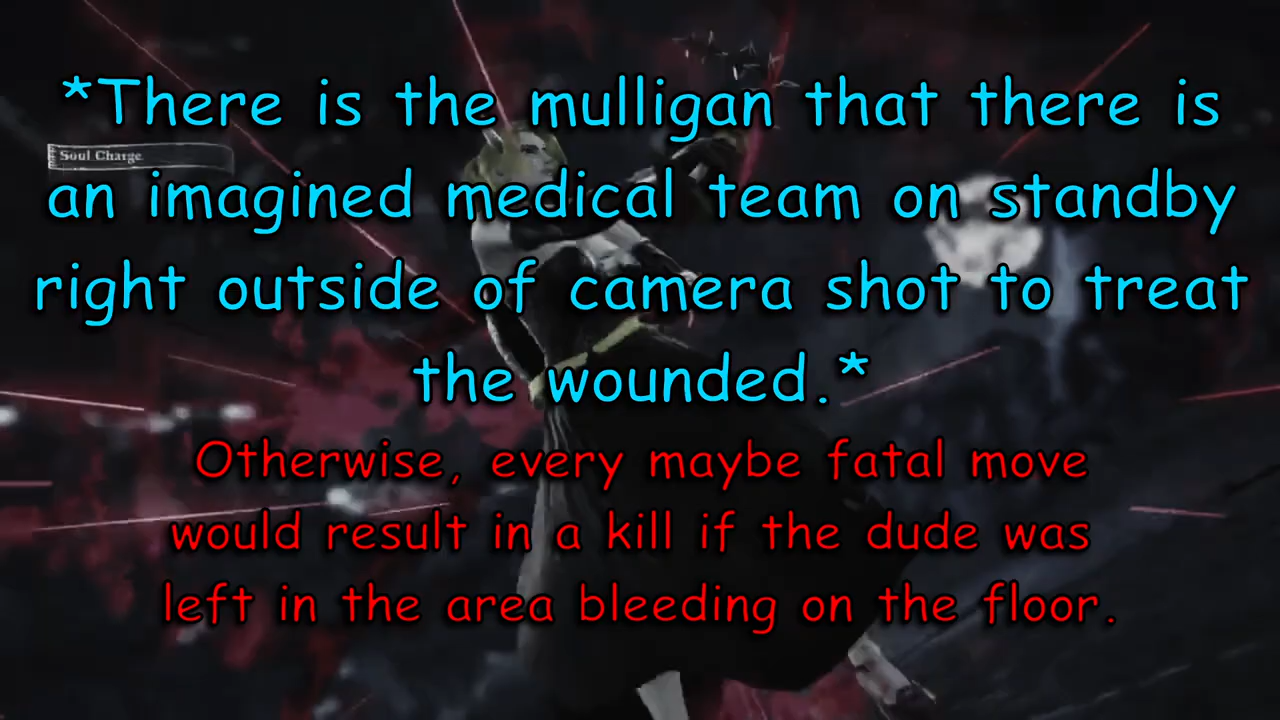 *There is the mulligan that there is
Soul Charge
an imagined medical team on standby
right outside of camera shot to treat
the wounded.*
Otherwise, every maybe fatal move
would result in a kill if the dude was
left in the area bleeding on the floor.